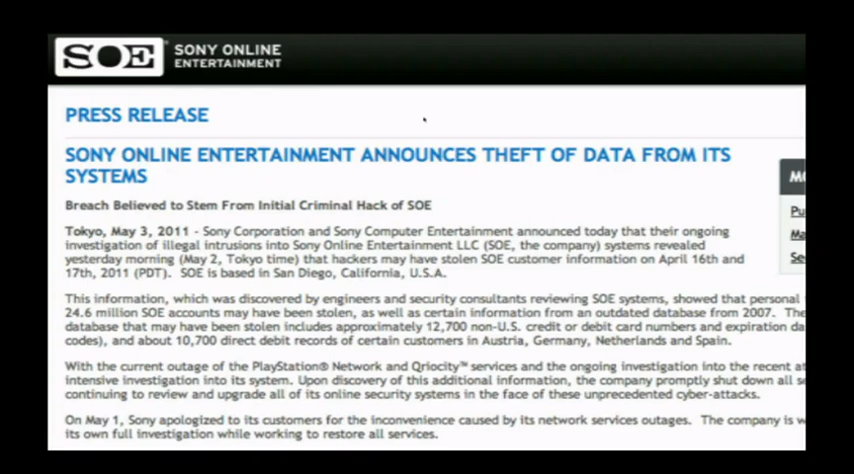 SOE SONY ONLINE
ENTERTAINMENT
PRESS RELEASE
SONY ONLINE ENTERTAINMENT ANNOUNCES THEFT OF DATA FROM ITS
SYSTEMS
Breach Believed to Stem From Initial Criminal Hack of SOE
Tokyo, May 3, 2011 - Sony Corporation and Sony Computer Entertainment announced today that their ongoing
investigation of illegal intrusions into Sony Online Entertainment LLC (SOE, the company) systems revealed
yesterday morning (May 2, Tokyo time) that hackers may have stolen SOE customer information on April 16th and
17th, 2011 (PDT). SOE is based in San Diego, California, U.S.A.
This information, which was discovered by engineers and security consultants reviewing SOE systems, showed that personal
24.6 million SOE accounts may have been stolen, as well as certain information from an outdated database from 2007. The
database that may have been stolen includes approximately 12,700 non-U.S. credit or debit card numbers and expiration da
codes), and about 10,700 direct debit records of certain customers in Austria, Germany, Netherlands and Spain.
With the current outage of the PlayStation® Network and Qriocity™ services and the ongoing investigation into the recent at
intensive investigation into its system. Upon discovery of this additional information, the company promptly shut down all se
continuing to review and upgrade all of its online security systems in the face of these unprecedented cyber-attacks.
On May 1, Sony apologized to its customers for the inconvenience caused by its network services outages. The company is w
its own full investigation while working to restore all services.
Mo
Pu
Ma
Se